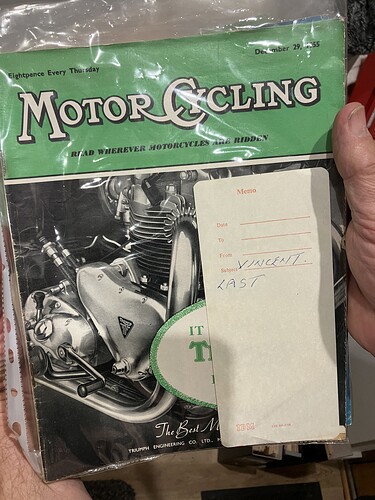 Eightpence Every Thursday
December 29, 1955
MOTOR CYCLING
READ WHEREVER MOTORCYCLES ARE RIDDEN
Memo
Date
To
From
Subject VINCENT.
LAST
IT
The Best M
TRIUMPH ENGINEERING CO. LTD.,